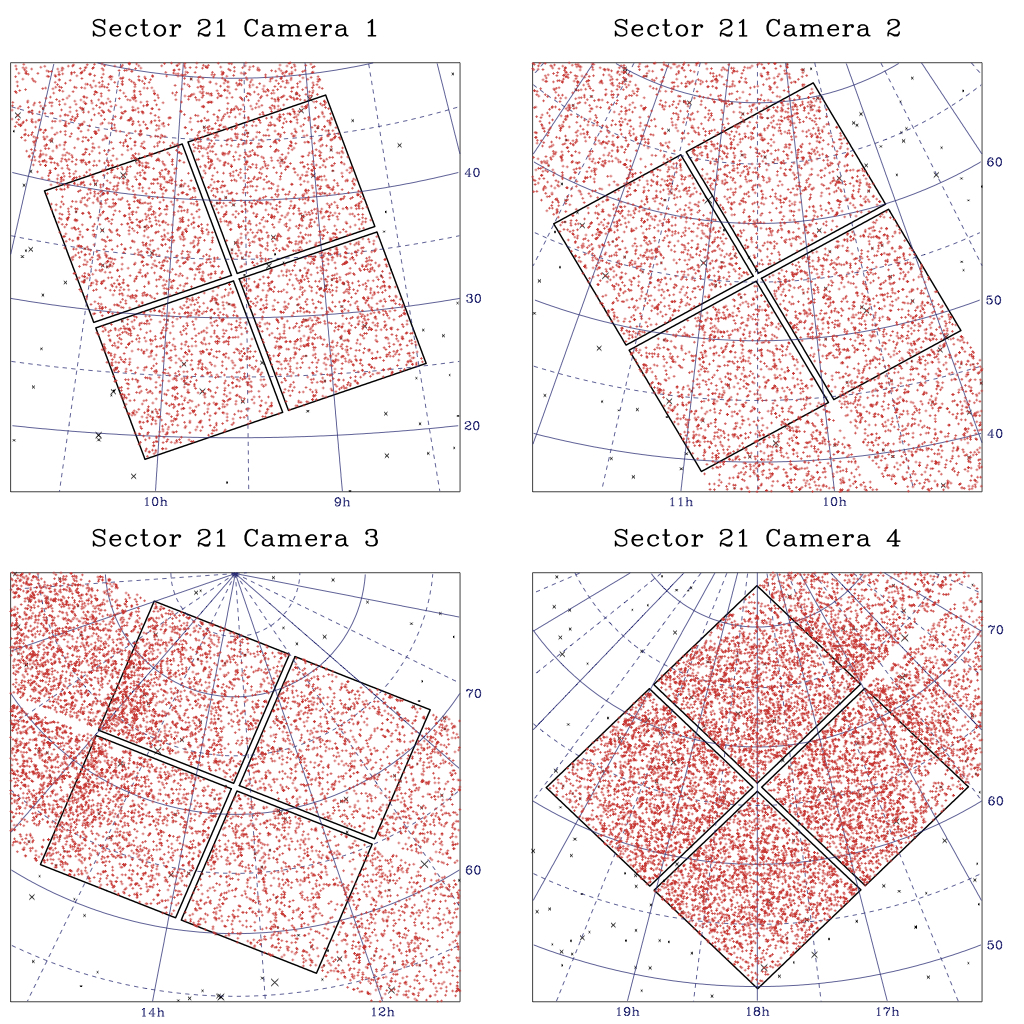 Sector 21 Camera 1
Sector 21 Camera 2
40
30
20
10h
9h
60
50
40
11h
10h
Sector 21 Camera 3
Sector 21 Camera 4
70
60
14h
12h
70
60
50
19h
18h
17h